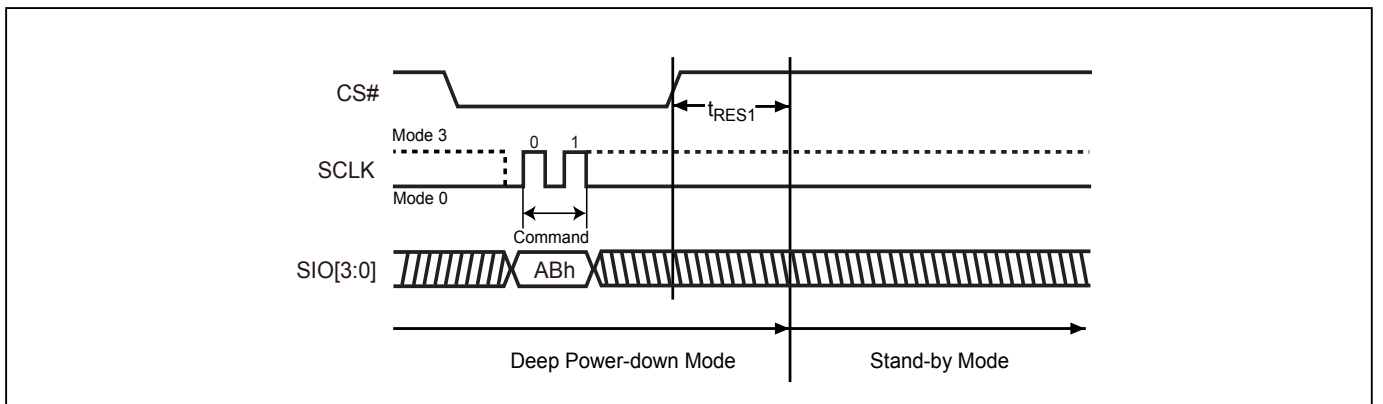 CS#
tRES1
Mode 3
0 1
SCLK
Mode 0
Command
SIO[3:0]
ABh
Deep Power-down Mode
Stand-by Mode